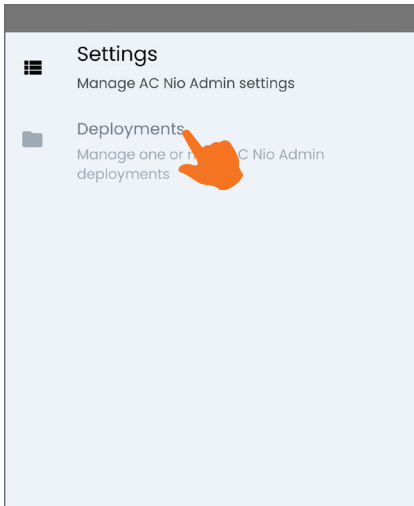 Settings
Manage AC Nio Admin settings
Deployments
Manage one or C Nio Admin
deployments